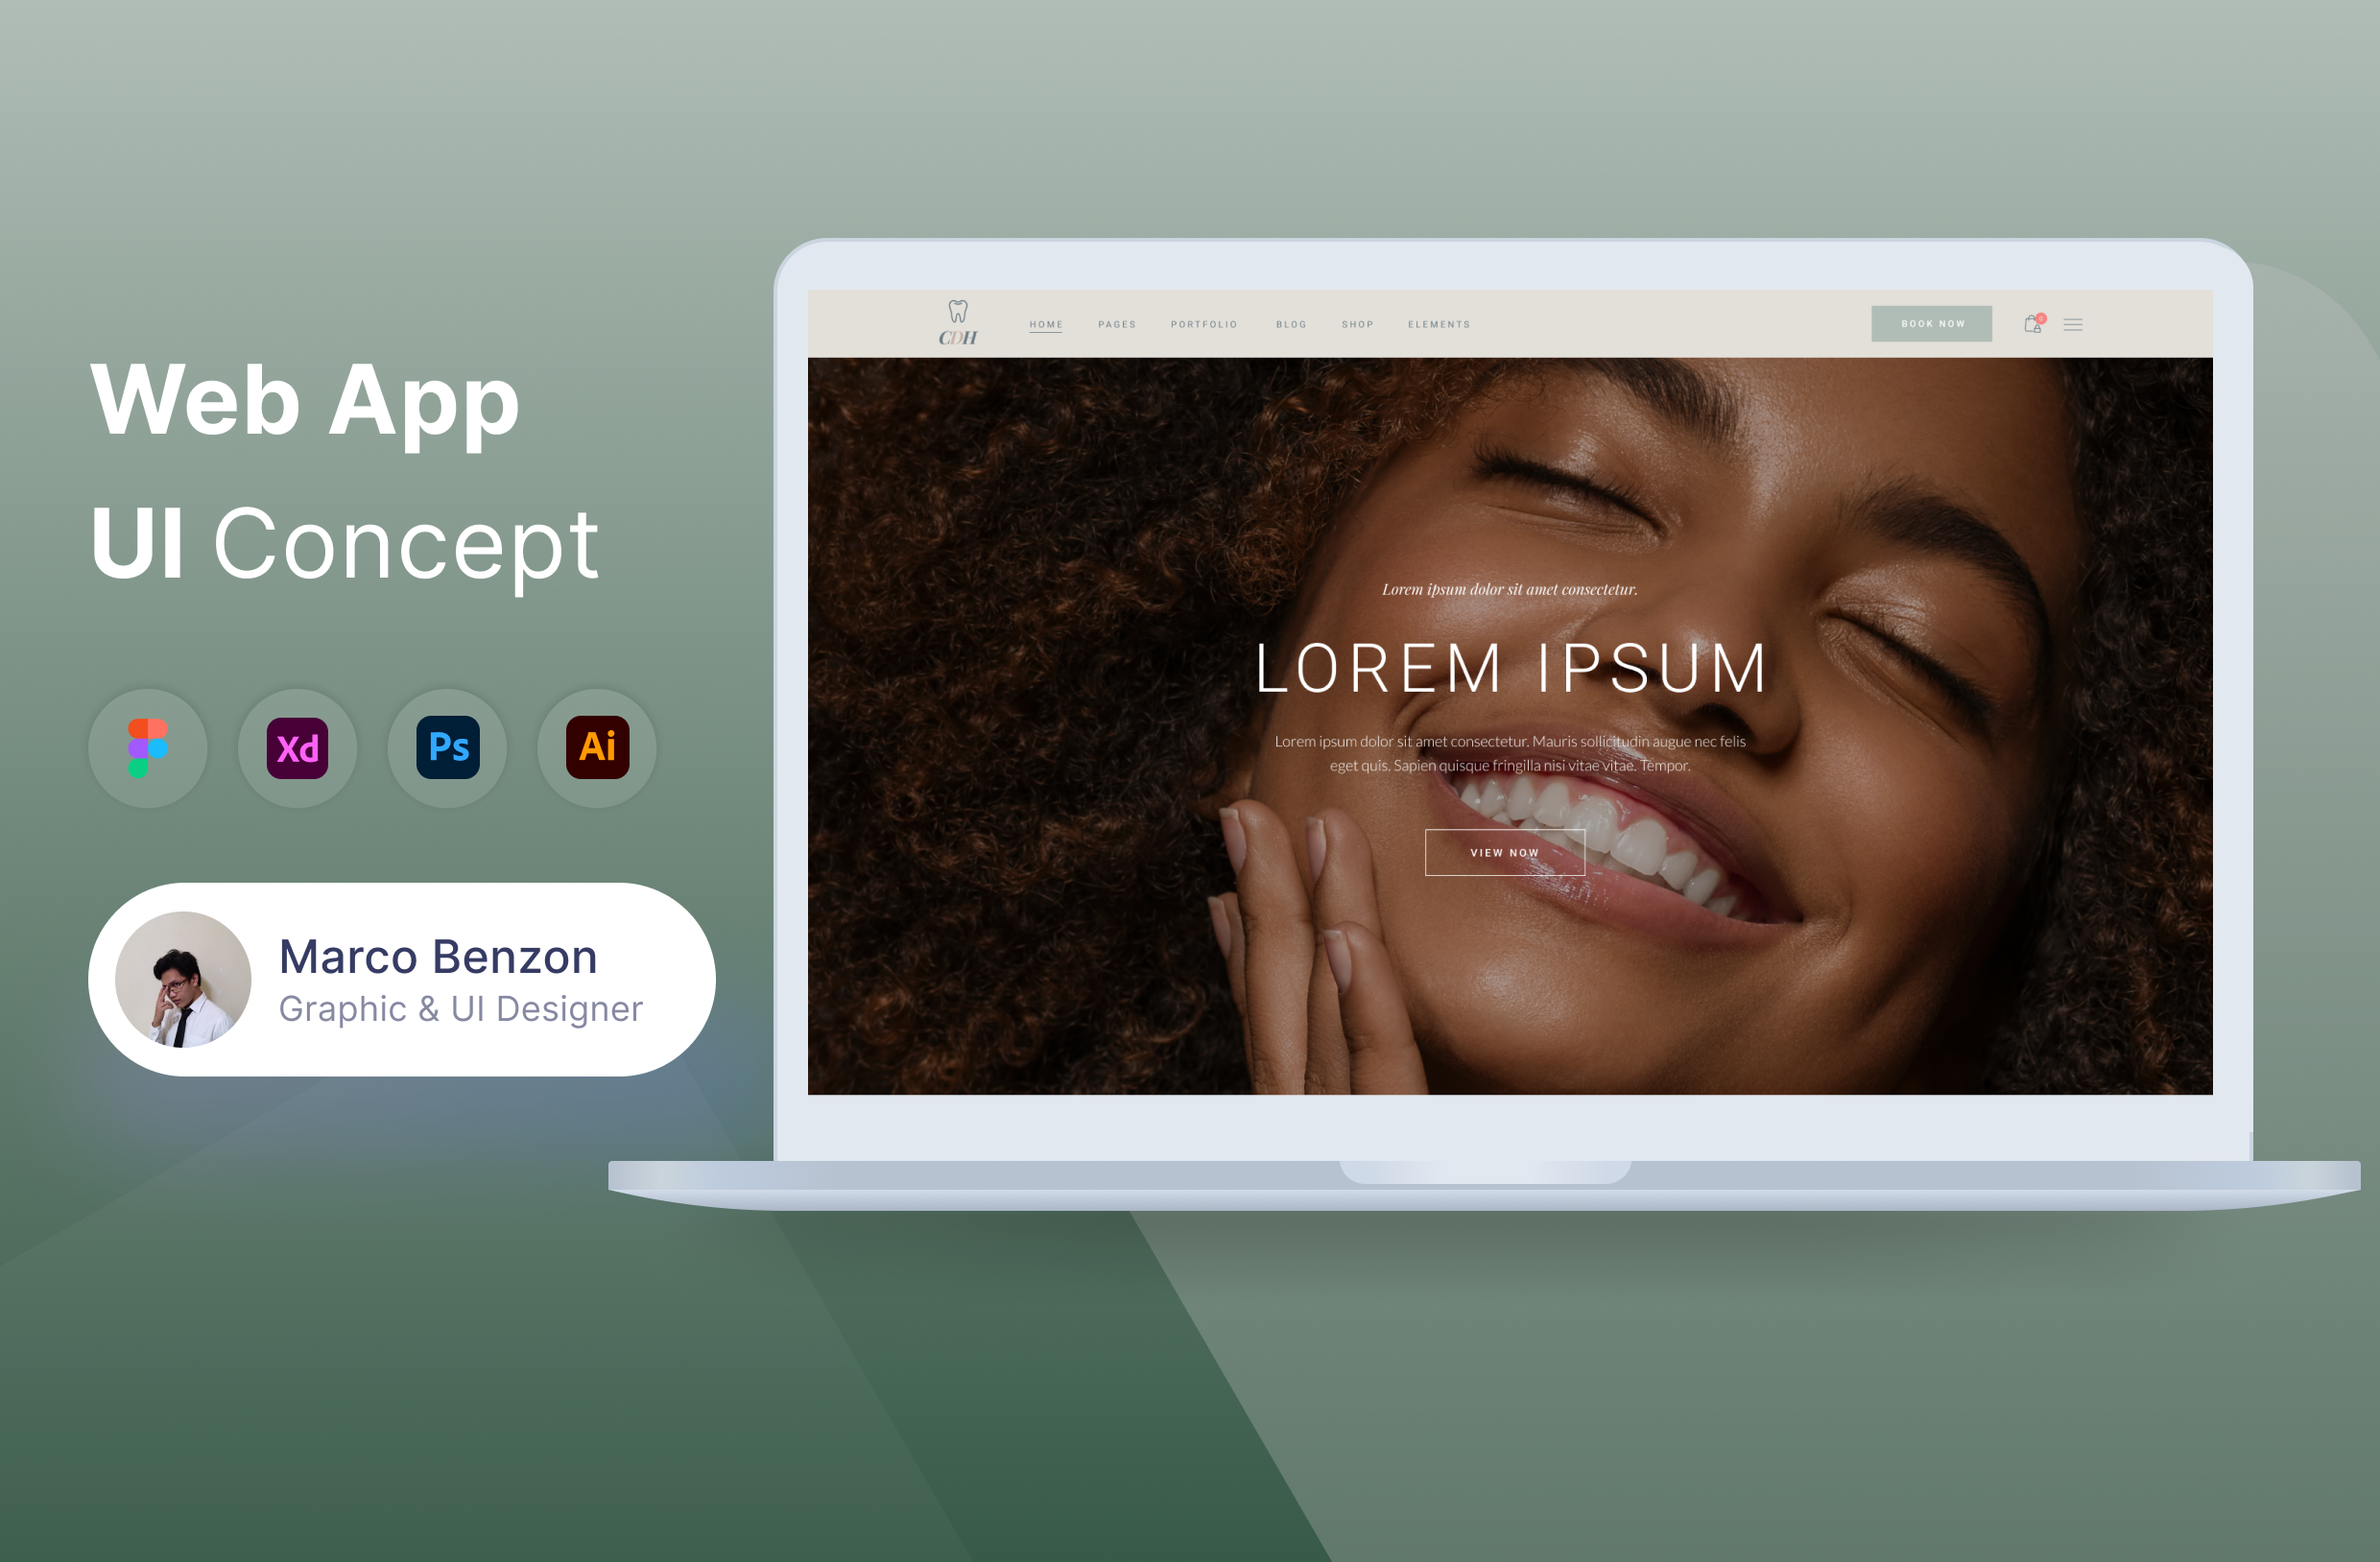 Web App
UI Concept
Xd
Ps
Ai
Marco Benzon
Graphic & UI Designer
CDH
HOME PAGES PORTFOLIO BLOG SHOP ELEMENTS
BOOK NOW
Lorem ipsum dolor sit amet consectetur.
LOREM IPSUM
Lorem ipsum dolor sit amet consectetur. Mauris sollicitudin augue nec felis
eget quis. Sapien quisque fringilla nisi vitae vitae. Tempor.
VIEW NOW